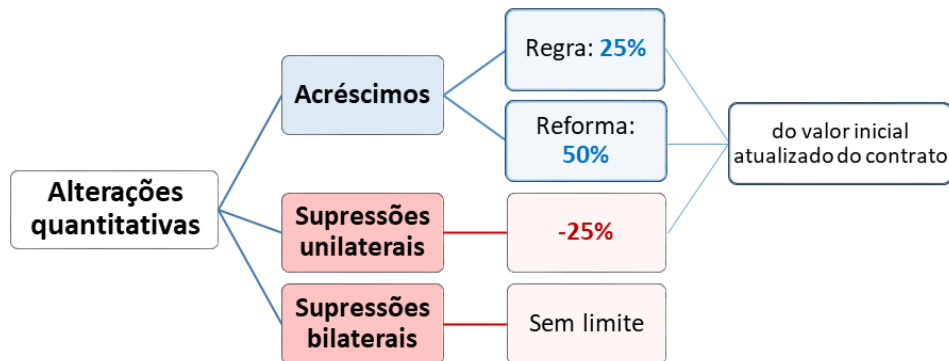 Alterações
quantitativas
Acréscimos
Regra: 25%
Reforma:
50%
do valor inicial
atualizado do contrato
Supressões
unilaterais
-25%
Supressões
bilaterais
Sem limite